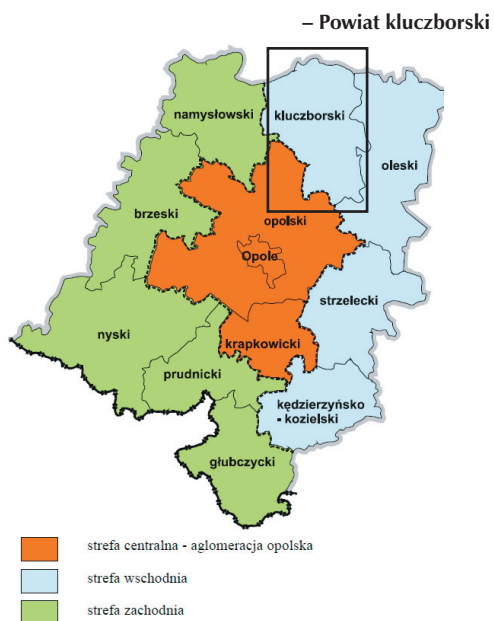 – Powiat kluczborski
namysłowski
kluczborski
oleski
brzeski
opolski
Opole
strzelecki
nyski
krapkowicki
prudnicki
kędzierzyńsko
- kozielski
głubczycki
strefa centralna - aglomeracja opolska
strefa wschodnia
strefa zachodnia